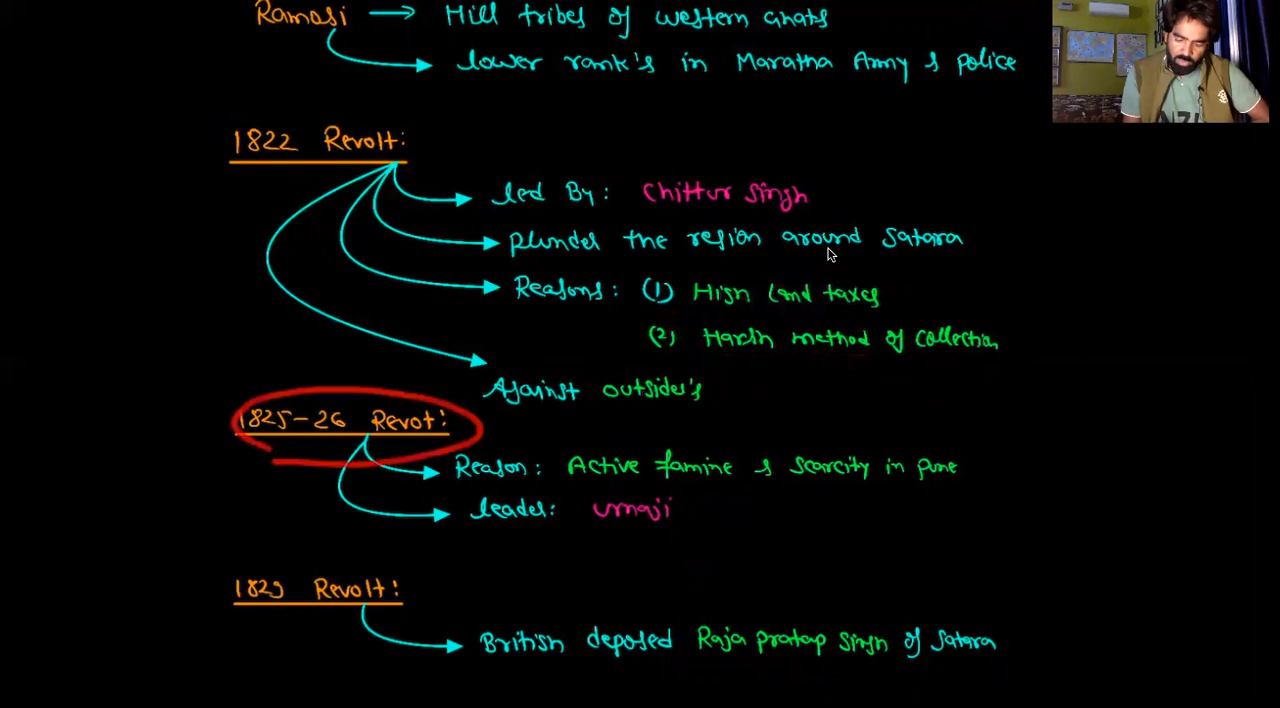 Ramosi → Hill tribes of western Ghats
lower rank's in Maratha Army & police
1822 Revolt:
led By: Chittur Singh
plunder the region around Satara
Reasons: (1) High land taxes
(2) Harsh method of collection
Against outsider's
1825-26 Revot:
Reason: Active famine & scarcity in pune
leader: umaji
1829 Revolt:
British deposed Raja pratap Singh of Satara